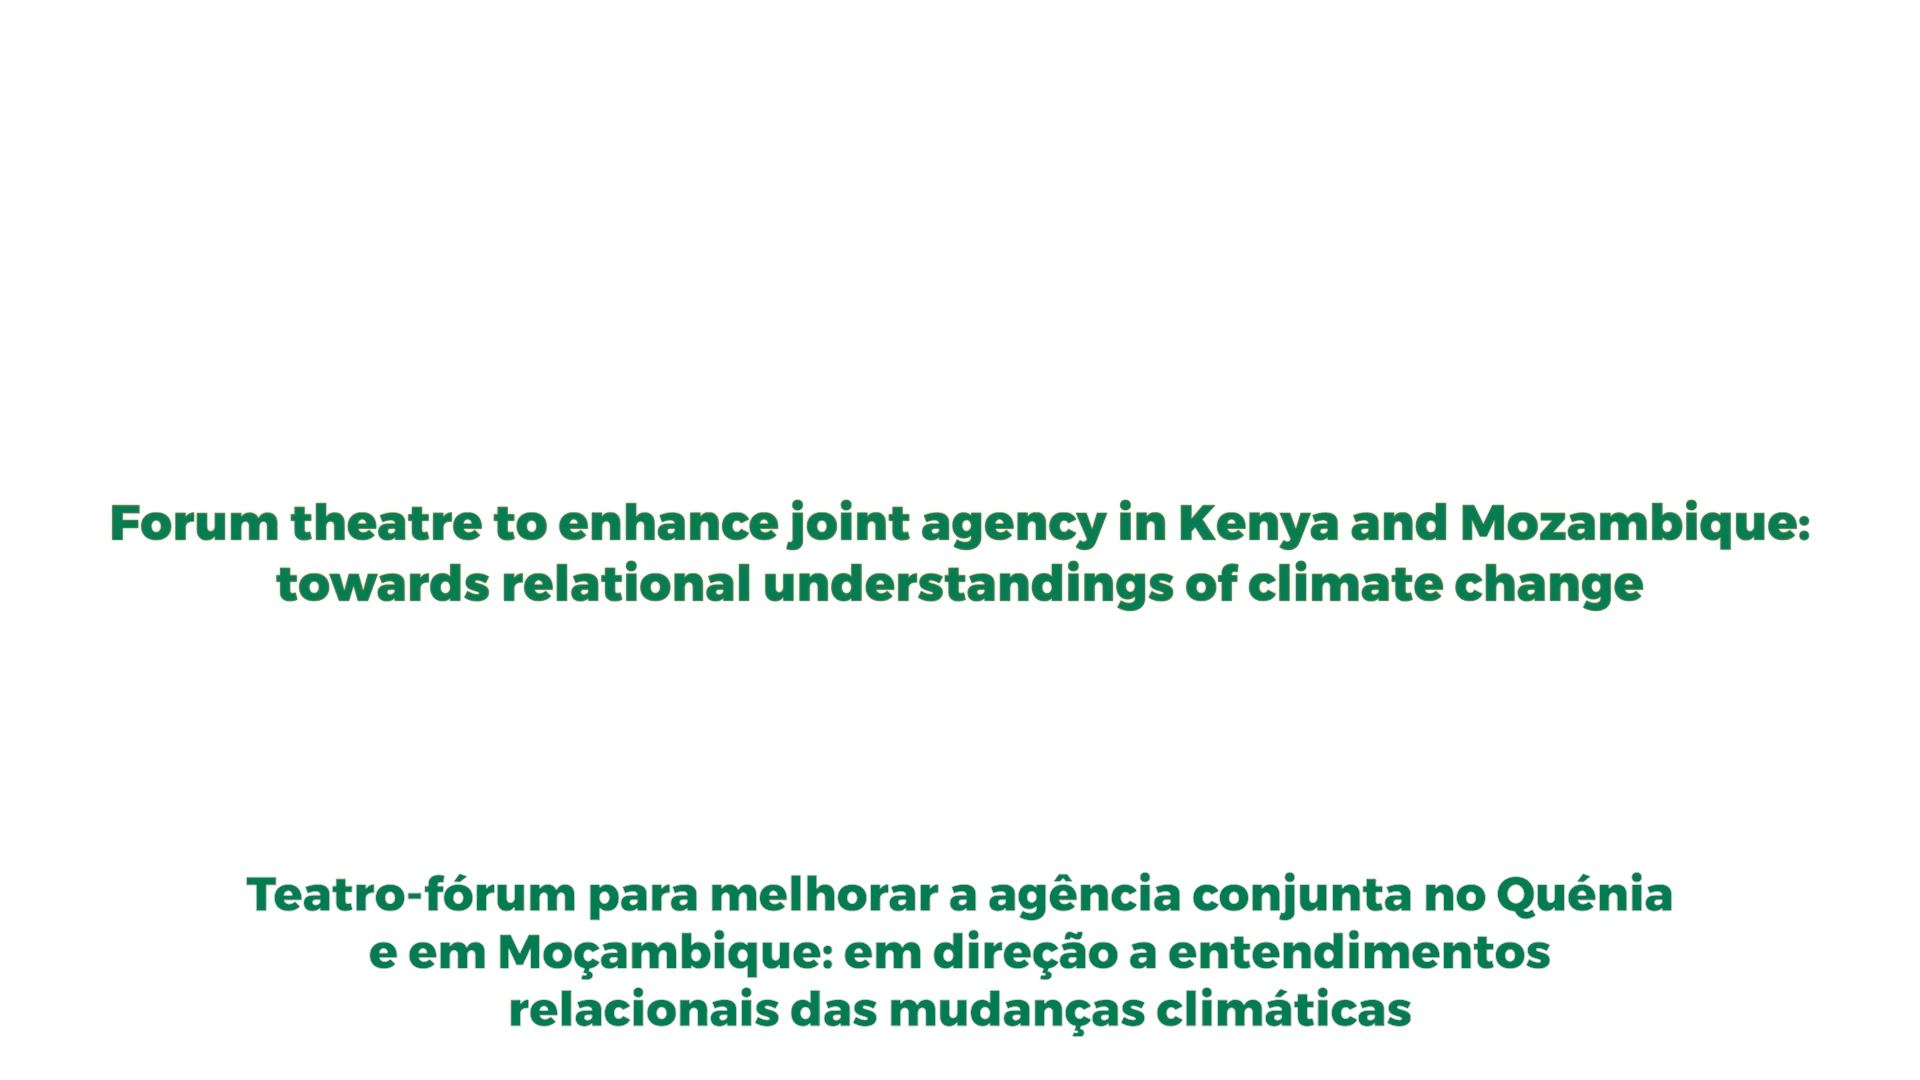 Forum theatre to enhance joint agency in Kenya and Mozambique:
towards relational understandings of climate change
Teatro-fórum para melhorar a agência conjunta no Quénia
e em Moçambique: em direção a entendimentos
relacionais das mudanças climáticas